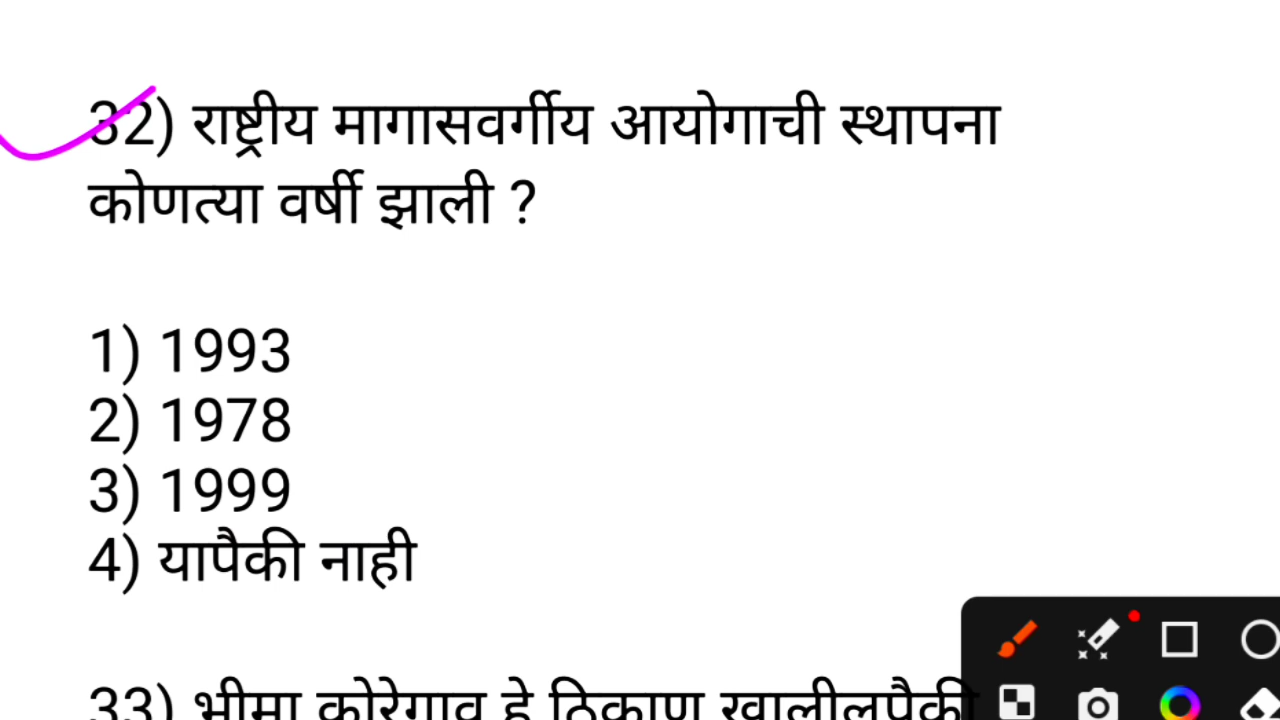 32) राष्ट्रीय मागासवर्गीय आयोगाची स्थापना
कोणत्या वर्षी झाली ?
1) 1993
2) 1978
3) 1999
4) यापैकी नाही
33) भीमा कोरेगाव हे ठिकाण खालीलपैकी